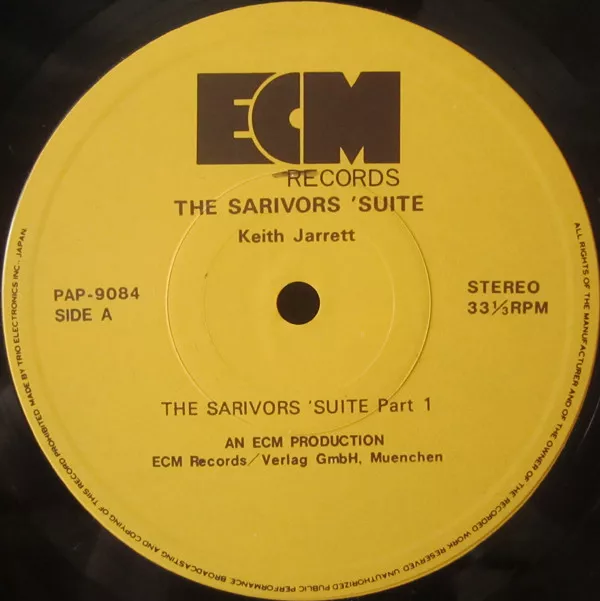 ECM
RECORDS
THE SARIVORS 'SUITE
Keith Jarrett
PAP-9084
SIDE A
STEREO
33⅓RPM
THE SARIVORS 'SUITE Part 1
AN ECM PRODUCTION
ECM Records/Verlag GmbH, Muenchen
ALL RIGHTS OF THE MANUFACTURER AND OF THE OWNER OF THE RECORDED WORK RESERVED UNAUTHORIZED PUBLIC PERFORMANCE BROADCASTING AND COPYING OF THIS RECORD PROHIBITED MADE BY TRIO ELECTRONICS INC - JAPAN